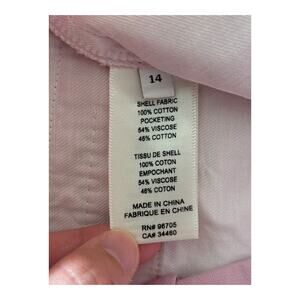 14
SHELL FABRIC
100% COTTON
POCKETING
54% VISCOSE
46% COTTON
TISSU DE SHELL
100% COTON
EMPOCHANT
54% VISCOSE
46% COTON
MADE IN CHINA
FABRIQUE EN CHINE
RN# 96705
CA# 34460